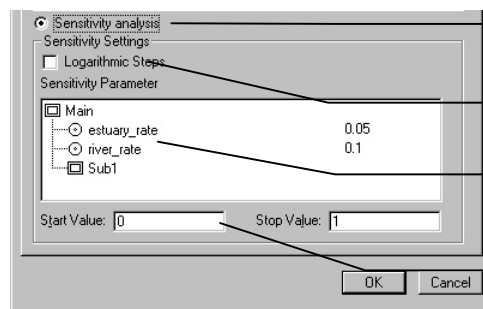 Sensitivity analysis
Sensitivity Settings
Logarithmic Steps
Sensitivity Parameter
Main
estuary_rate 0.05
river_rate 0.1
Sub1
Start Value: 0 Stop Value: 1
OK Cancel